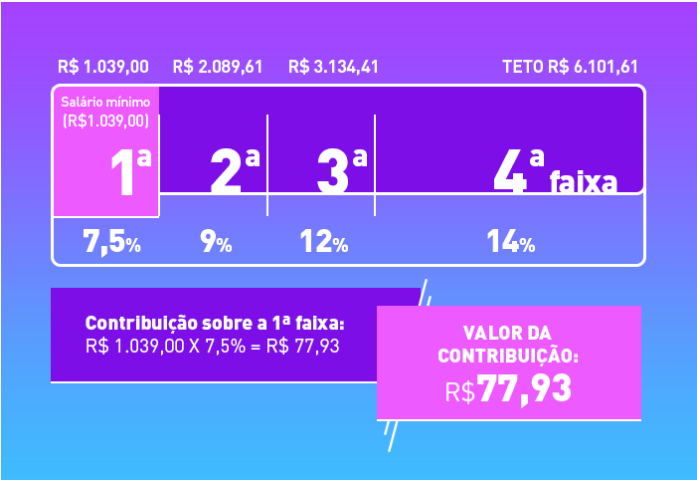 R$ 1.039,00 R$ 2.089,61 R$ 3.134,41 TETO R$ 6.101,61
Salário mínimo
(R$1.039,00)
1ª 2ª 3ª 4ª faixa
7,5% 9% 12% 14%
Contribuição sobre a 1ª faixa:
R$ 1.039,00 X 7,5% = R$ 77,93
VALOR DA
CONTRIBUIÇÃO:
R$77,93